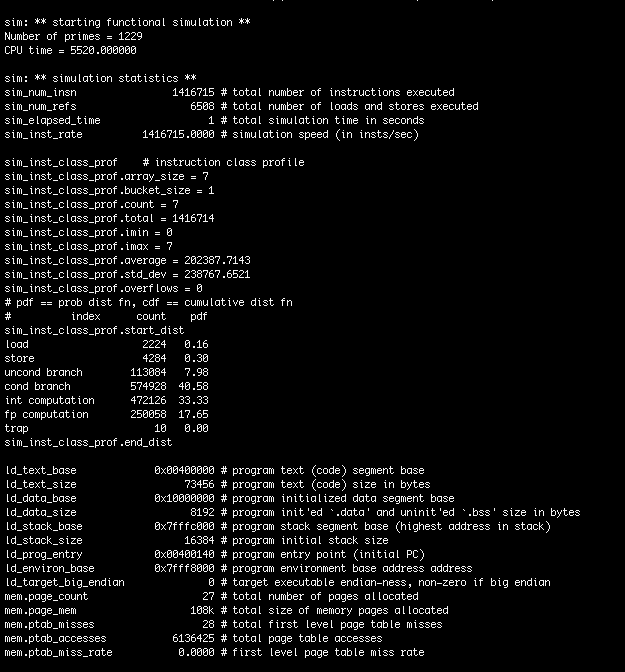 sim: ** starting functional simulation **
Number of primes = 1229
CPU time = 5520.000000
sim: ** simulation statistics **
sim_num_insn 1416715 # total number of instructions executed
sim_num_refs 6508 # total number of loads and stores executed
sim_elapsed_time 1 # total simulation time in seconds
sim_inst_rate 1416715.0000 # simulation speed (in insts/sec)
sim_inst_class_prof # instruction class profile
sim_inst_class_prof.array_size = 7
sim_inst_class_prof.bucket_size = 1
sim_inst_class_prof.count = 7
sim_inst_class_prof.total = 1416714
sim_inst_class_prof.imin = 0
sim_inst_class_prof.imax = 7
sim_inst_class_prof.average = 202387.7143
sim_inst_class_prof.std_dev = 238767.6521
sim_inst_class_prof.overflows = 0
# pdf == prob dist fn, cdf == cumulative dist fn
# index count pdf
sim_inst_class_prof.start_dist
load 2224 0.16
store 4284 0.30
uncond branch 113084 7.98
cond branch 574928 40.58
int computation 472126 33.33
fp computation 250058 17.65
trap 10 0.00
sim_inst_class_prof.end_dist
ld_text_base 0x00400000 # program text (code) segment base
ld_text_size 73456 # program text (code) size in bytes
ld_data_base 0x10000000 # program initialized data segment base
ld_data_size 8192 # program init'ed `.data' and uninit'ed `.bss' size in bytes
ld_stack_base 0x7fffc000 # program stack segment base (highest address in stack)
ld_stack_size 16384 # program initial stack size
ld_prog_entry 0x00400140 # program entry point (initial PC)
ld_environ_base 0x7fff8000 # program environment base address address
ld_target_big_endian 0 # target executable endian-ness, non-zero if big endian
mem.page_count 27 # total number of pages allocated
mem.page_mem 108k # total size of memory pages allocated
mem.ptab_misses 28 # total first level page table misses
mem.ptab_accesses 6136425 # total page table accesses
mem.ptab_miss_rate 0.0000 # first level page table miss rate